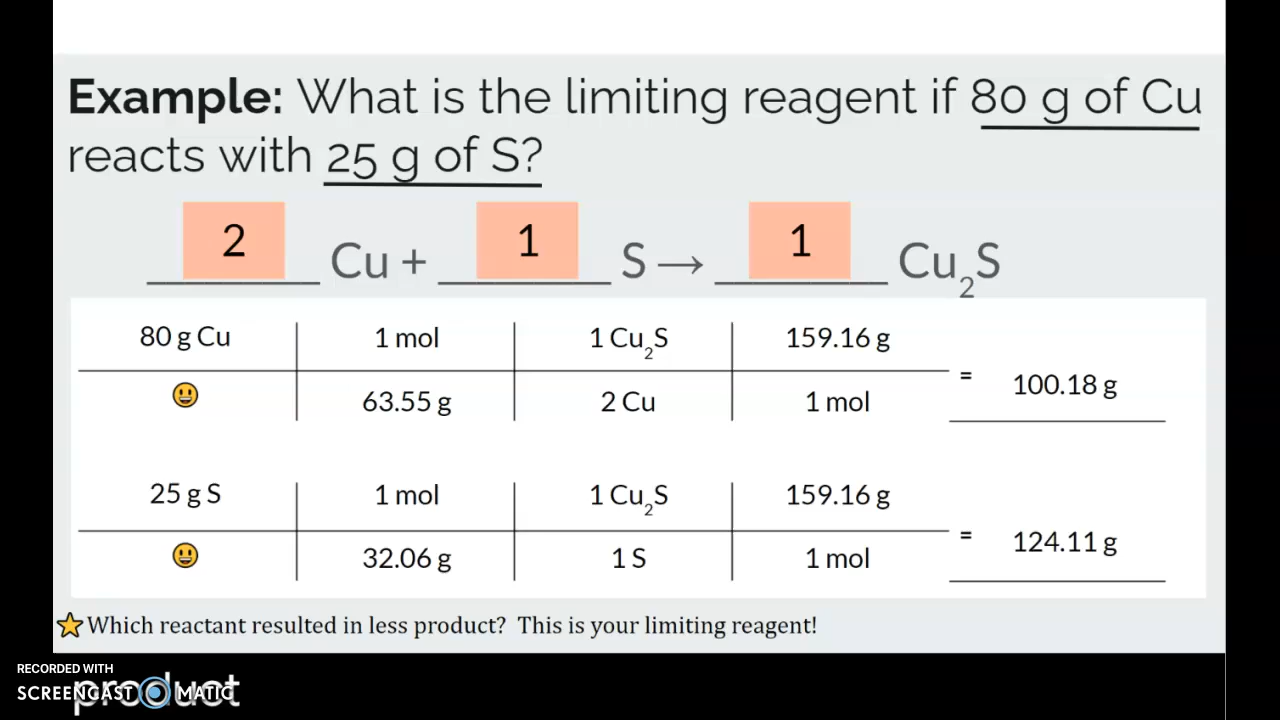 Example: What is the limiting reagent if 80 g of Cu
reacts with 25 g of S?
2 Cu + 1 S → 1 Cu₂S
80 g Cu 1 mol 1 Cu₂S 159.16 g
= 100.18 g
63.55 g 2 Cu 1 mol
25 g S 1 mol 1 Cu₂S 159.16 g
= 124.11 g
32.06 g 1 S 1 mol
Which reactant resulted in less product? This is your limiting reagent!
RECORDED WITH
SCREENCAST MATIC
product